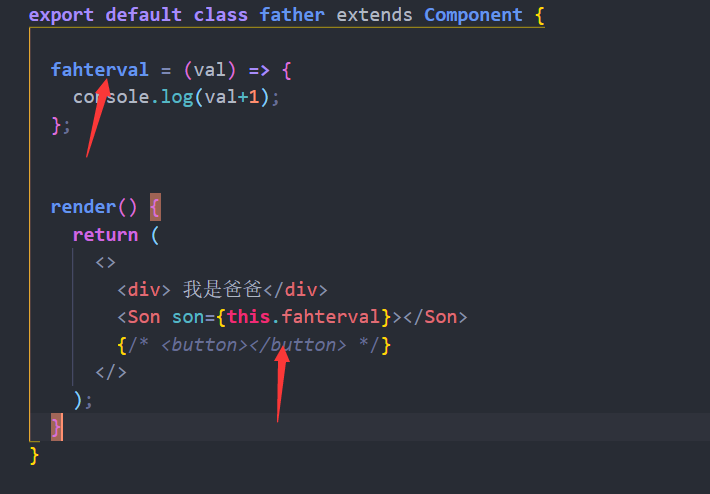 export default class father extends Component {
fahterval = (val) => {
console.log(val+1);
};
render() {
return (
<>
<div> 我是爸爸</div>
<Son son={this.fahterval}></Son>
{/* <button></button> */}
</>
);
}
}